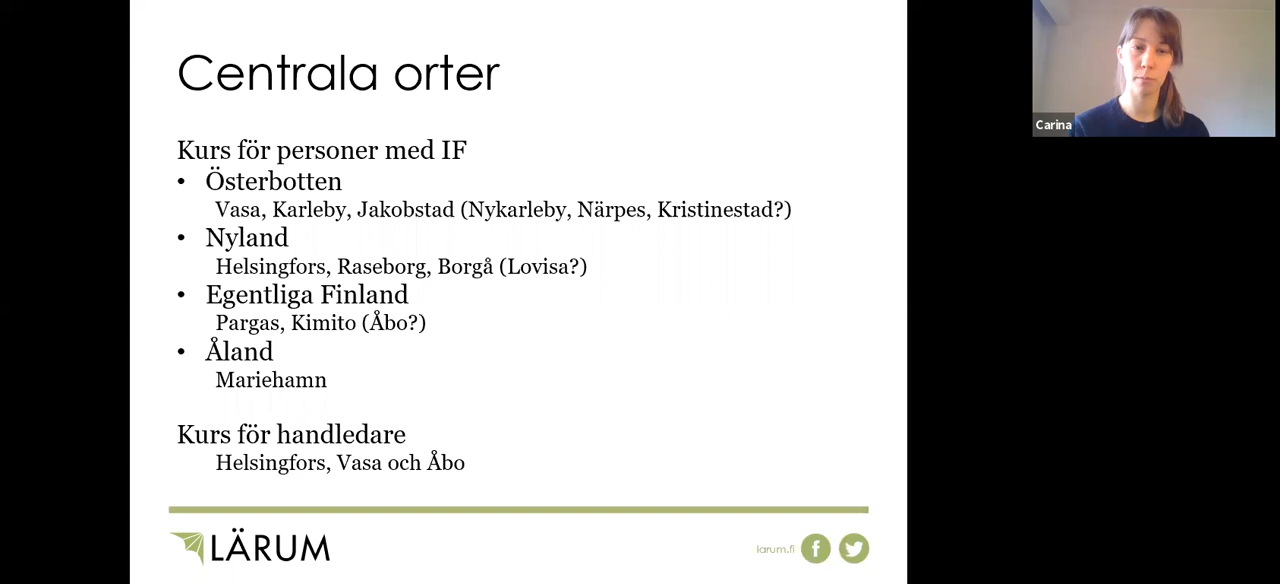 Centrala orter
Kurs för personer med IF
• Österbotten
Vasa, Karleby, Jakobstad (Nykarleby, Närpes, Kristinestad?)
• Nyland
Helsingfors, Raseborg, Borgå (Lovisa?)
• Egentliga Finland
Pargas, Kimito (Åbo?)
• Åland
Mariehamn
Kurs för handledare
Helsingfors, Vasa och Åbo
LÄRUM
larum.fi
Carina